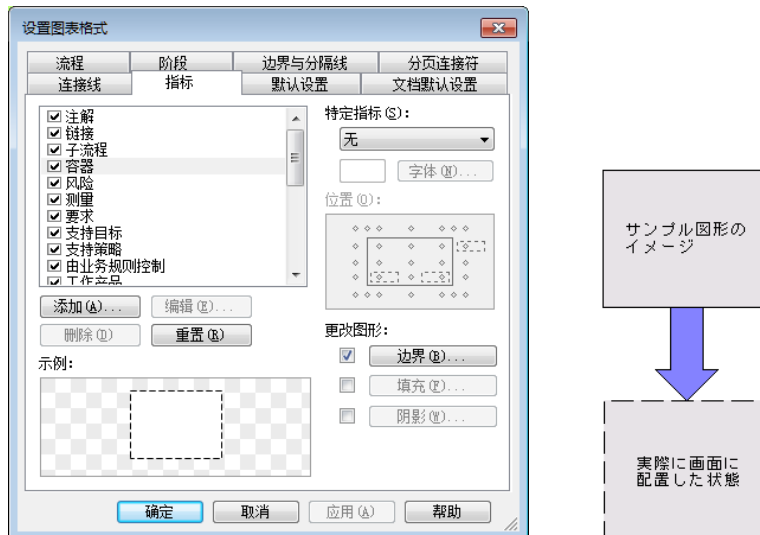 设置图表格式
流程
阶段
边界与分隔线
分页连接符
连接线
指标
默认设置
文档默认设置
注解
链接
子流程
容器
风险
测量
要求
支持目标
支持策略
由业务规则控制
工作产品
添加(A)...
编辑(E)...
删除(D)
重置(R)
示例:
特定指标(S):
无
字体(N)...
位置(O):
更改图形:
边界(B)...
填充(F)...
阴影(W)...
确定
取消
应用(A)
帮助
サンプル図形の
イメージ
実際に画面に
配置した状態